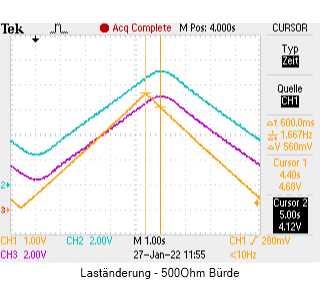 Tek Acq Complete M Pos: 4.000s CURSOR
Typ
Zeit
Quelle
CH1
Δt 600.0ms
1.667Hz
ΔV 560mV
Cursor 1
4.40s
4.68V
Cursor 2
5.00s
4.12V
2
3
CH1 1.00V CH2 2.00V M 1.00s CH1 280mV
CH3 2.00V 27-Jan-22 11:55 <10Hz
Laständerung - 500Ohm Bürde